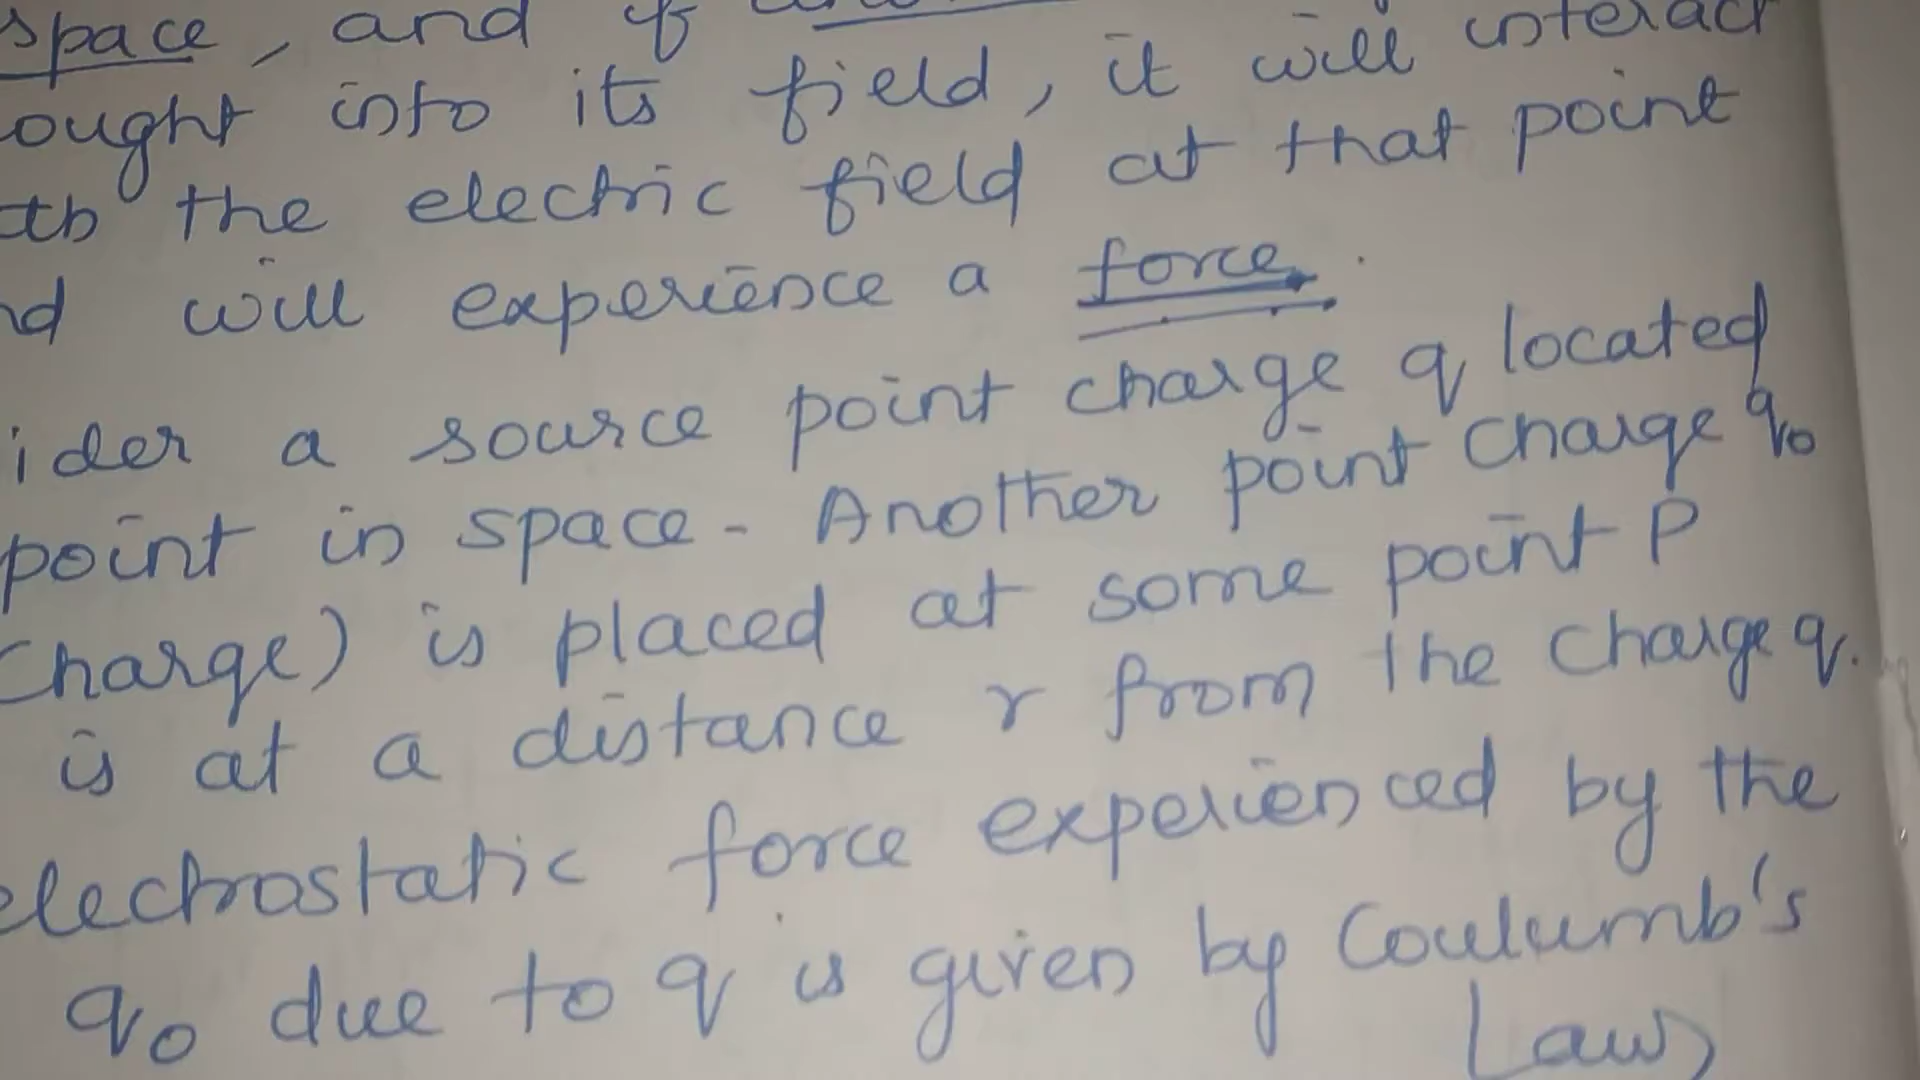 space, and if
ought into its field, it will interact
ith the electric field at that point
nd will experience a force.
ider a source point charge q located
point in space. Another point charge q0
charge) is placed at some point P
is at a distance r from the charge q.
electrostatic force experienced by the
q0 due to q is given by Coulumb's
Law